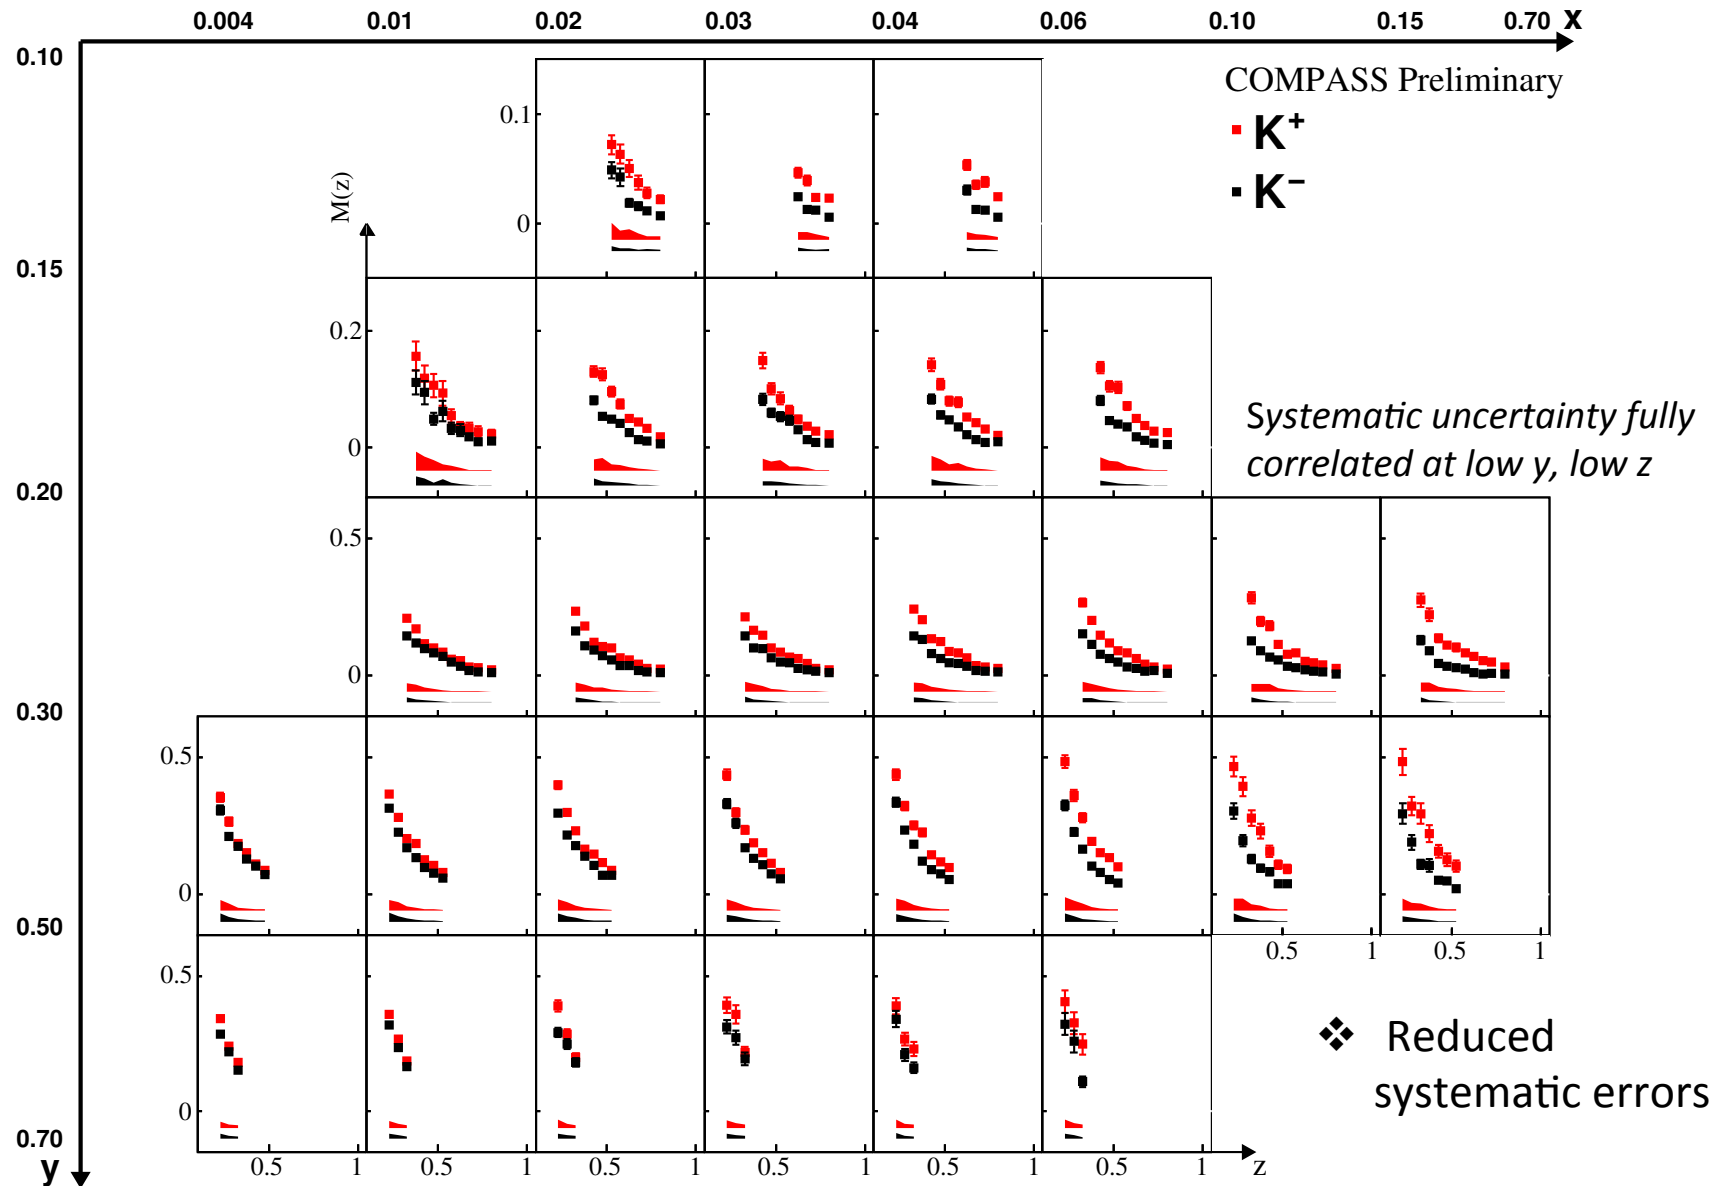 0.004 0.01 0.02 0.03 0.04 0.06 0.10 0.15 0.70 x
0.10
COMPASS Preliminary
0.1
K+
K−
M(z)
0
0.15
0.2
Systematic uncertainty fully
correlated at low y, low z
0
0.20
0.5
0
0.30
0.5
0
0.50
0.5 1 0.5 1
0.5
❖ Reduced
systematic errors
0
0.70
y
0.5 1 0.5 1 0.5 1 0.5 1 0.5 1 0.5 1 z